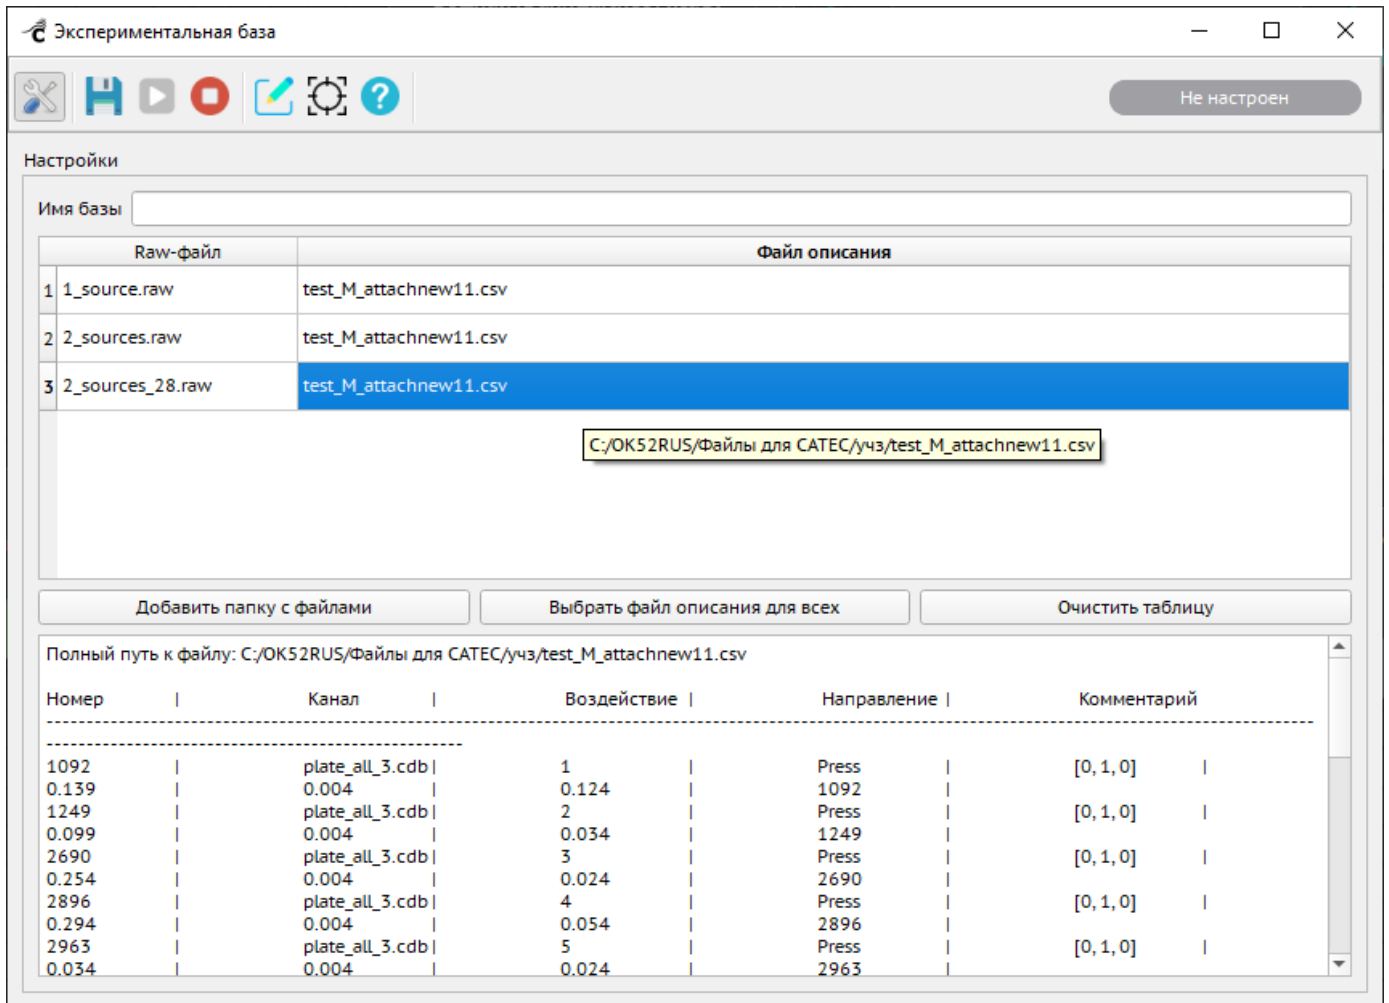 Экспериментальная база
Не настроен
Настройки
Имя базы
Raw-файл Файл описания
1 1_source.raw test_M_attachnew11.csv
2 2_sources.raw test_M_attachnew11.csv
3 2_sources_28.raw test_M_attachnew11.csv
C:/OK52RUS/Файлы для CATEC/учз/test_M_attachnew11.csv
Добавить папку с файлами Выбрать файл описания для всех Очистить таблицу
Полный путь к файлу: C:/OK52RUS/Файлы для CATEC/учз/test_M_attachnew11.csv
Номер | Канал | Воздействие | Направление | Комментарий
----------------------------------------------------------------------------------------------------------------------------------------------------------------
----------------------------------------------------
1092 | plate_all_3.cdb | 1 | Press | [0, 1, 0] |
0.139 | 0.004 | 0.124 | 1092 |
1249 | plate_all_3.cdb | 2 | Press | [0, 1, 0] |
0.099 | 0.004 | 0.034 | 1249 |
2690 | plate_all_3.cdb | 3 | Press | [0, 1, 0] |
0.254 | 0.004 | 0.024 | 2690 |
2896 | plate_all_3.cdb | 4 | Press | [0, 1, 0] |
0.294 | 0.004 | 0.054 | 2896 |
2963 | plate_all_3.cdb | 5 | Press | [0, 1, 0] |
0.034 | 0.004 | 0.024 | 2963 |